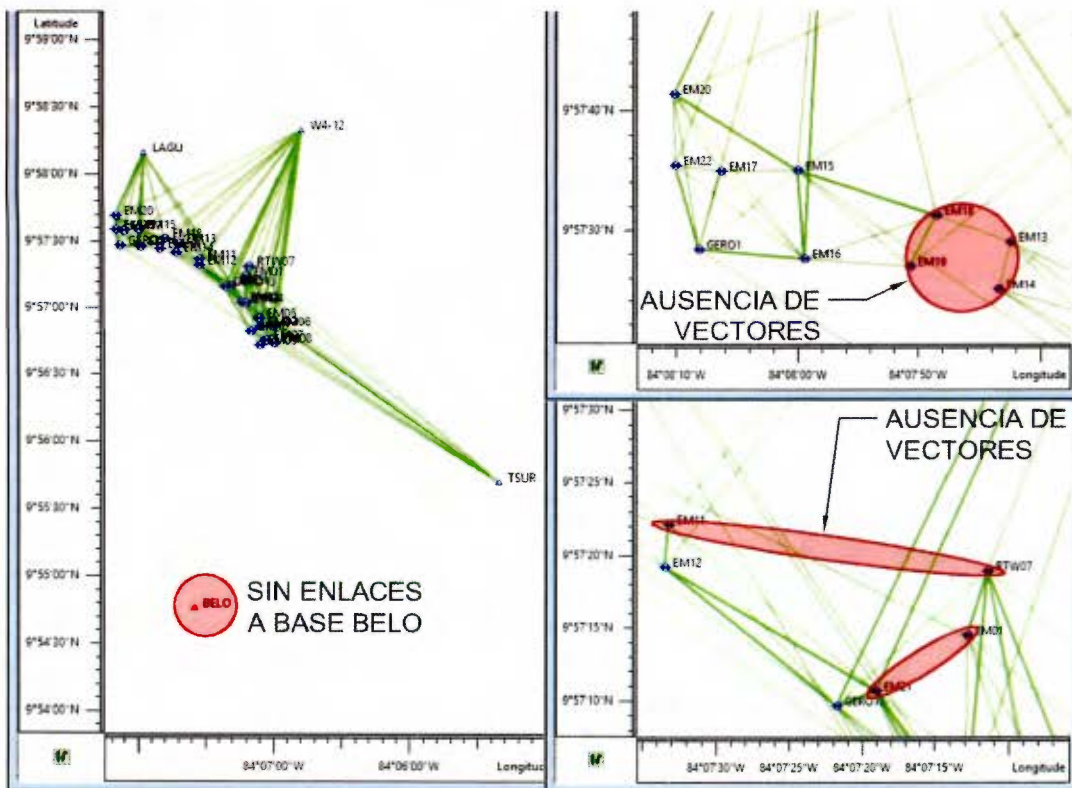 Latitude
9°59'00"N
9°58'30"N
9°58'00"N
9°57'30"N
9°57'00"N
9°56'30"N
9°56'00"N
9°55'30"N
9°55'00"N
9°54'30"N
9°54'00"N
W4-12
LAGU
EM20
EM12
RTW07
TSUR
BELO
SIN ENLACES
A BASE BELO
84°07'00"W
84°06'00"W
Longitud
9°57'40"N
9°57'30"N
EM20
EM22
EM17
EM15
GERO1
EM16
EM18
EM13
EM19
EM14
AUSENCIA DE
VECTORES
84°08'10"W
84°08'00"W
84°07'50"W
Longitude
9°57'30"N
9°57'25"N
9°57'20"N
9°57'15"N
9°57'10"N
AUSENCIA DE
VECTORES
EM11
EM12
RTW07
EM01
EM21
84°07'30"W
84°07'25"W
84°07'20"W
84°07'15"W
Longitude